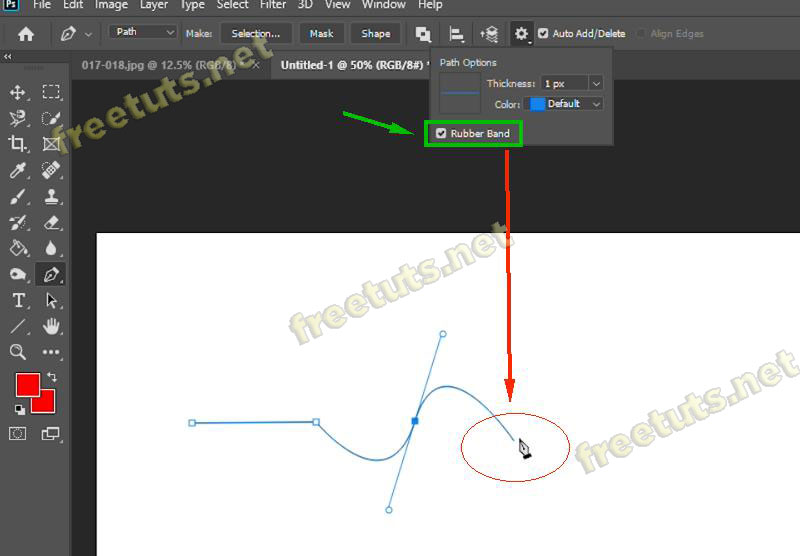 Ps File Edit Image Layer Type Select Filter 3D View Window Help
Path Make: Selection... Mask Shape Auto Add/Delete Align Edges
017-018.jpg @ 12.5% (RGB/8) × Untitled-1 @ 50% (RGB/8#) *
Path Options
Thickness: 1 px
Color: Default
Rubber Band
T
freetuts.net
freetuts.net
freetuts.net